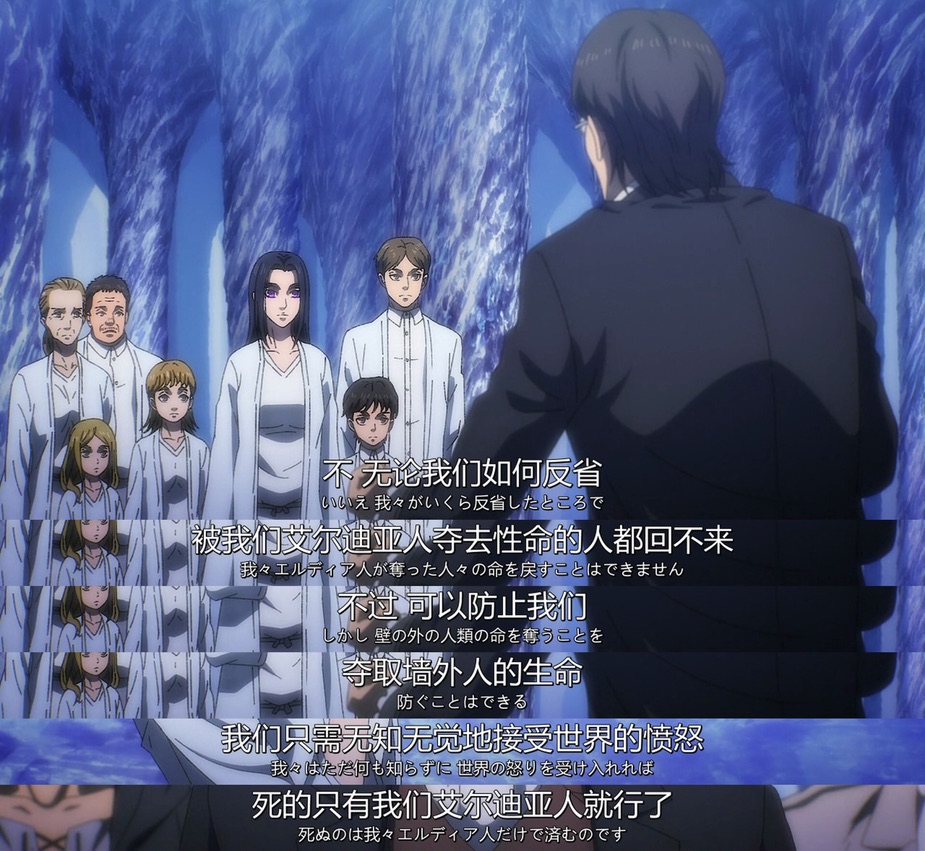 不 无论我们如何反省
いいえ 我々がいくら反省したところで
被我们艾尔迪亚人夺去性命的人都回不来
我々エルディア人が奪った人々の命を戻すことはできません
不过 可以防止我们
しかし 壁の外の人類の命を奪うことを
夺取墙外人的生命
防ぐことはできる
我们只需无知无觉地接受世界的愤怒
我々はただ何も知らずに 世界の怒りを受け入れれば
死的只有我们艾尔迪亚人就行了
死ぬのは我々エルディア人だけで済むのです